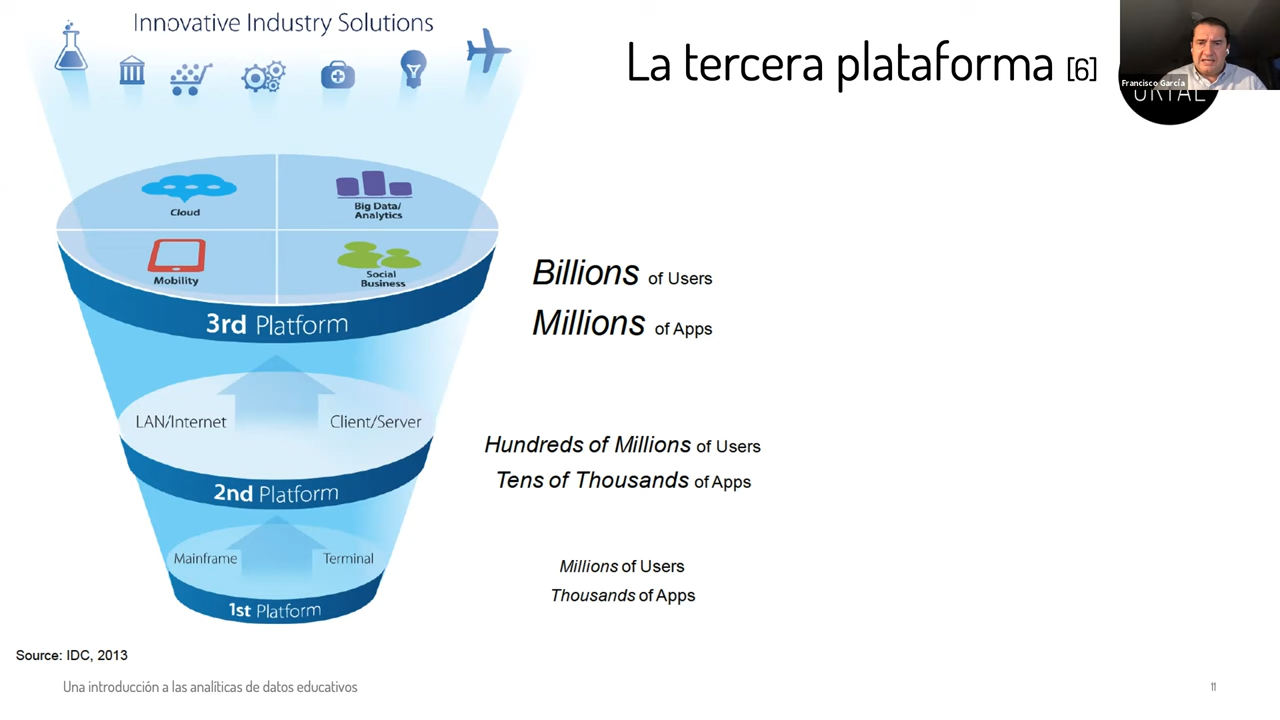 Innovative Industry Solutions
La tercera plataforma [6]
Francisco García
Cloud
Big Data/
Analytics
Mobility
Social
Business
3rd Platform
Billions of Users
Millions of Apps
LAN/Internet
Client/Server
2nd Platform
Hundreds of Millions of Users
Tens of Thousands of Apps
Mainframe
Terminal
1st Platform
Millions of Users
Thousands of Apps
Source: IDC, 2013
Una introducción a las analíticas de datos educativos
11